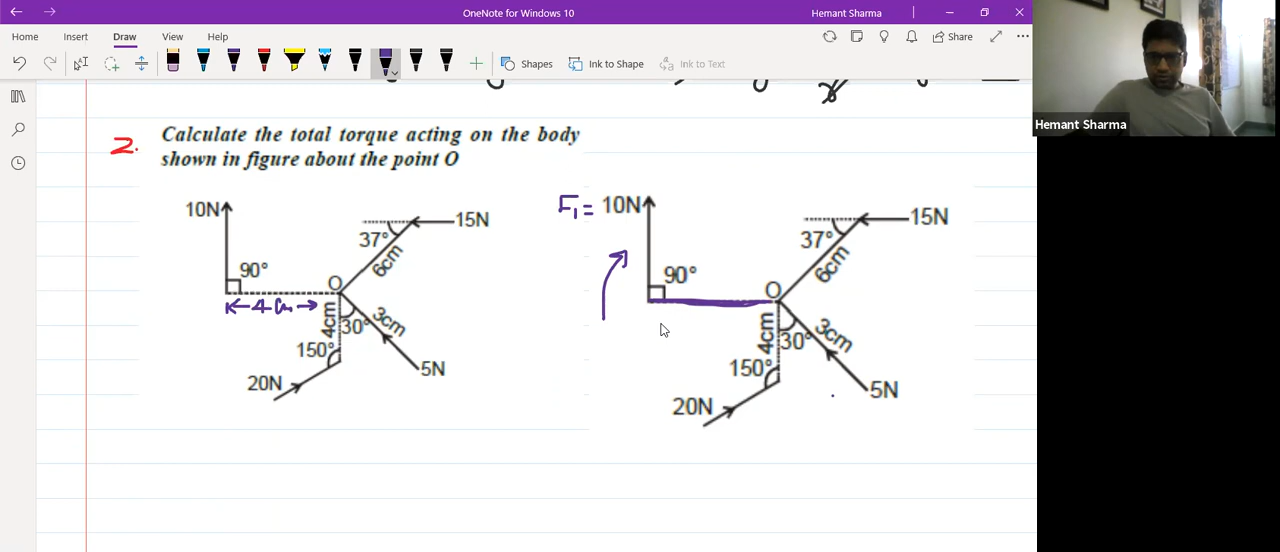 OneNote for Windows 10
Hemant Sharma
Home Insert Draw View Help
Share
Shapes
Ink to Shape
Ink to Text
Hemant Sharma
2. Calculate the total torque acting on the body
shown in figure about the point O
10N
15N
37°
6cm
90°
O
4 cm
4cm
30°
3cm
150°
20N
5N
F₁ = 10N
15N
37°
6cm
90°
O
4cm
30°
3cm
150°
20N
5N